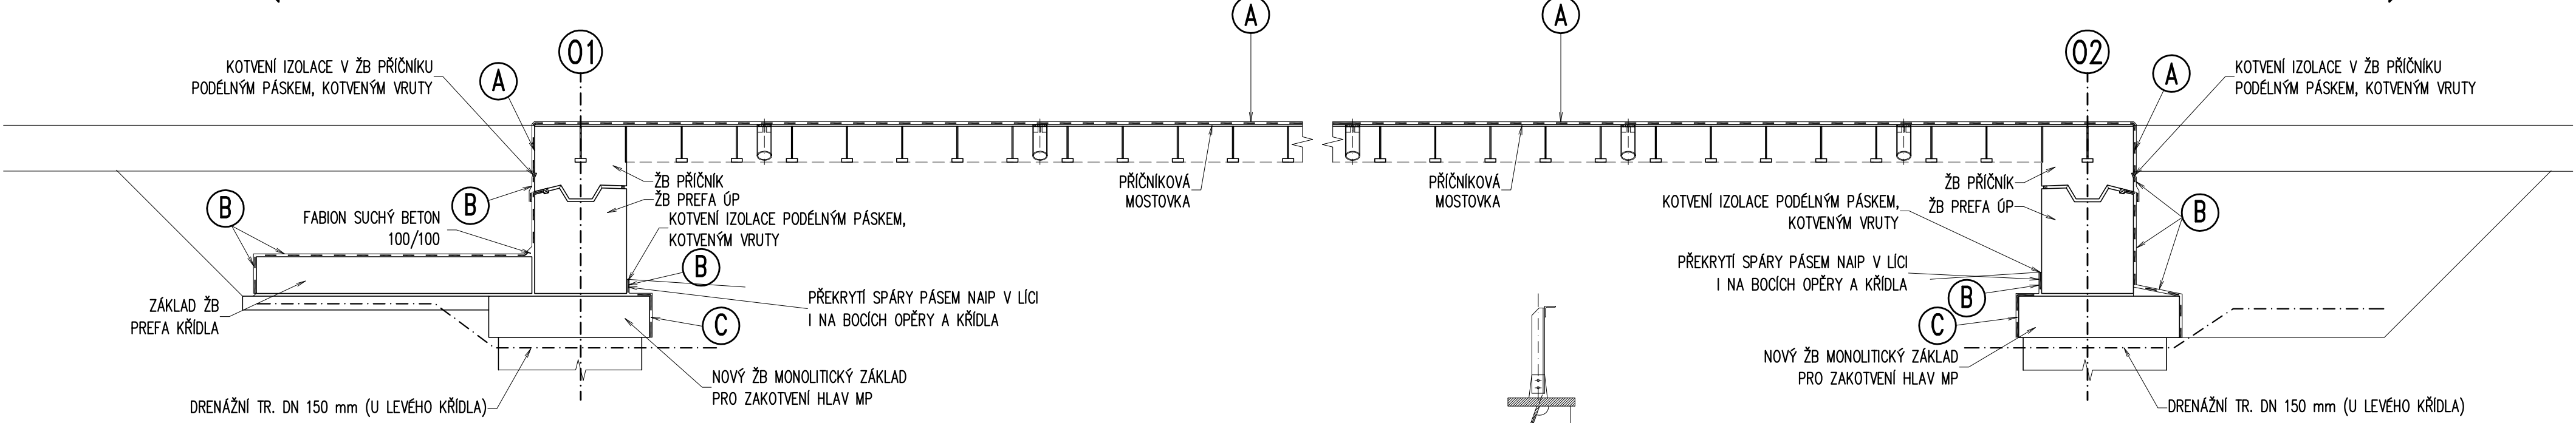 A
A
O1
O2
KOTVENÍ IZOLACE V ŽB PŘÍČNÍKU
PODÉLNÝM PÁSKEM, KOTVENÝM VRUTY
A
A
KOTVENÍ IZOLACE V ŽB PŘÍČNÍKU
PODÉLNÝM PÁSKEM, KOTVENÝM VRUTY
B
FABION SUCHÝ BETON
100/100
B
ŽB PŘÍČNÍK
ŽB PREFA ÚP
KOTVENÍ IZOLACE PODÉLNÝM PÁSKEM,
KOTVENÝM VRUTY
B
PŘÍČNÍKOVÁ
MOSTOVKA
PŘÍČNÍKOVÁ
MOSTOVKA
KOTVENÍ IZOLACE PODÉLNÝM PÁSKEM,
KOTVENÝM VRUTY
ŽB PŘÍČNÍK
ŽB PREFA ÚP
B
ZÁKLAD ŽB
PREFA KŘÍDLA
PŘEKRYTÍ SPÁRY PÁSEM NAIP V LÍCI
I NA BOCÍCH OPĚRY A KŘÍDLA
C
PŘEKRYTÍ SPÁRY PÁSEM NAIP V LÍCI
I NA BOCÍCH OPĚRY A KŘÍDLA
B
C
NOVÝ ŽB MONOLITICKÝ ZÁKLAD
PRO ZAKOTVENÍ HLAV MP
NOVÝ ŽB MONOLITICKÝ ZÁKLAD
PRO ZAKOTVENÍ HLAV MP
DRENÁŽNÍ TR. DN 150 mm (U LEVÉHO KŘÍDLA)
DRENÁŽNÍ TR. DN 150 mm (U LEVÉHO KŘÍDLA)